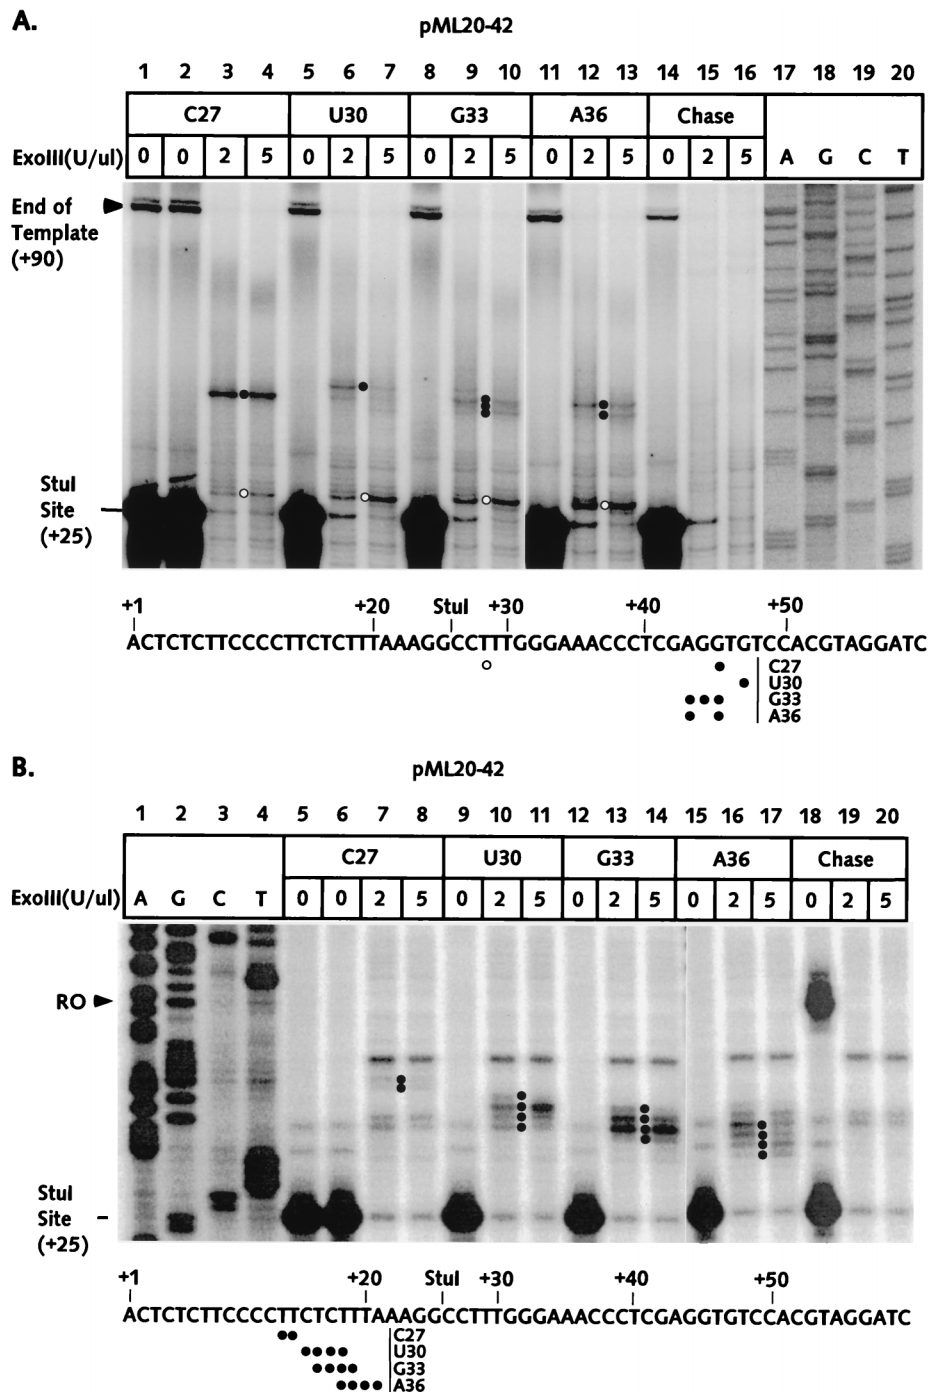 A.
pML20-42
1 2 3 4 5 6 7 8 9 10 11 12 13 14 15 16 17 18 19 20
C27 U30 G33 A36 Chase
ExoIII(U/ul) 0 0 2 5 0 2 5 0 2 5 0 2 5 0 2 5 A G C T
End of
Template
(+90)
StuI
Site
(+25)
+1 +20 StuI +30 +40 +50
ACTCTCTTCCCCTTCTCTTTAAAGGCCTTTGGGAAACCCTCGAGGTGTCCACGTAGGATC
C27
U30
G33
A36
B.
pML20-42
1 2 3 4 5 6 7 8 9 10 11 12 13 14 15 16 17 18 19 20
C27 U30 G33 A36 Chase
ExoIII(U/ul) A G C T 0 0 2 5 0 2 5 0 2 5 0 2 5 0 2 5
RO
StuI
Site
(+25)
+1 +20 StuI +30 +40 +50
ACTCTCTTCCCCTTCTCTTTAAAGGCCTTTGGGAAACCCTCGAGGTGTCCACGTAGGATC
C27
U30
G33
A36